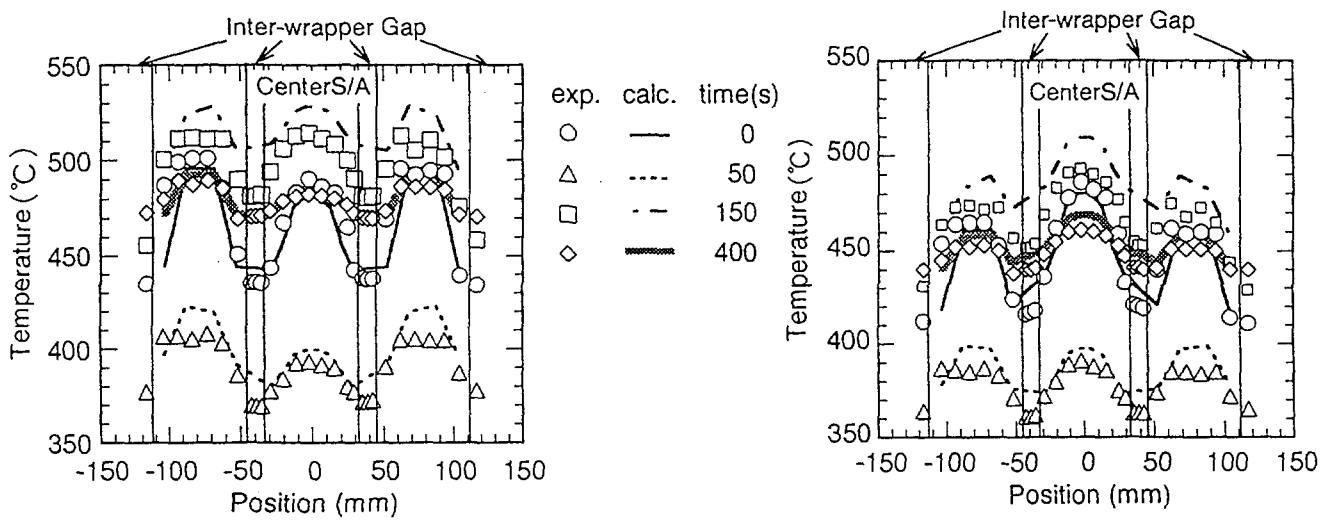 Inter-wrapper Gap
550
CenterS/A
500
450
400
350
Temperature (°C)
-150 -100 -50 0 50 100 150
Position (mm)
exp. calc. time(s)
0
50
150
400
Inter-wrapper Gap
550
CenterS/A
500
450
400
350
Temperature (°C)
-150 -100 -50 0 50 100 150
Position (mm)